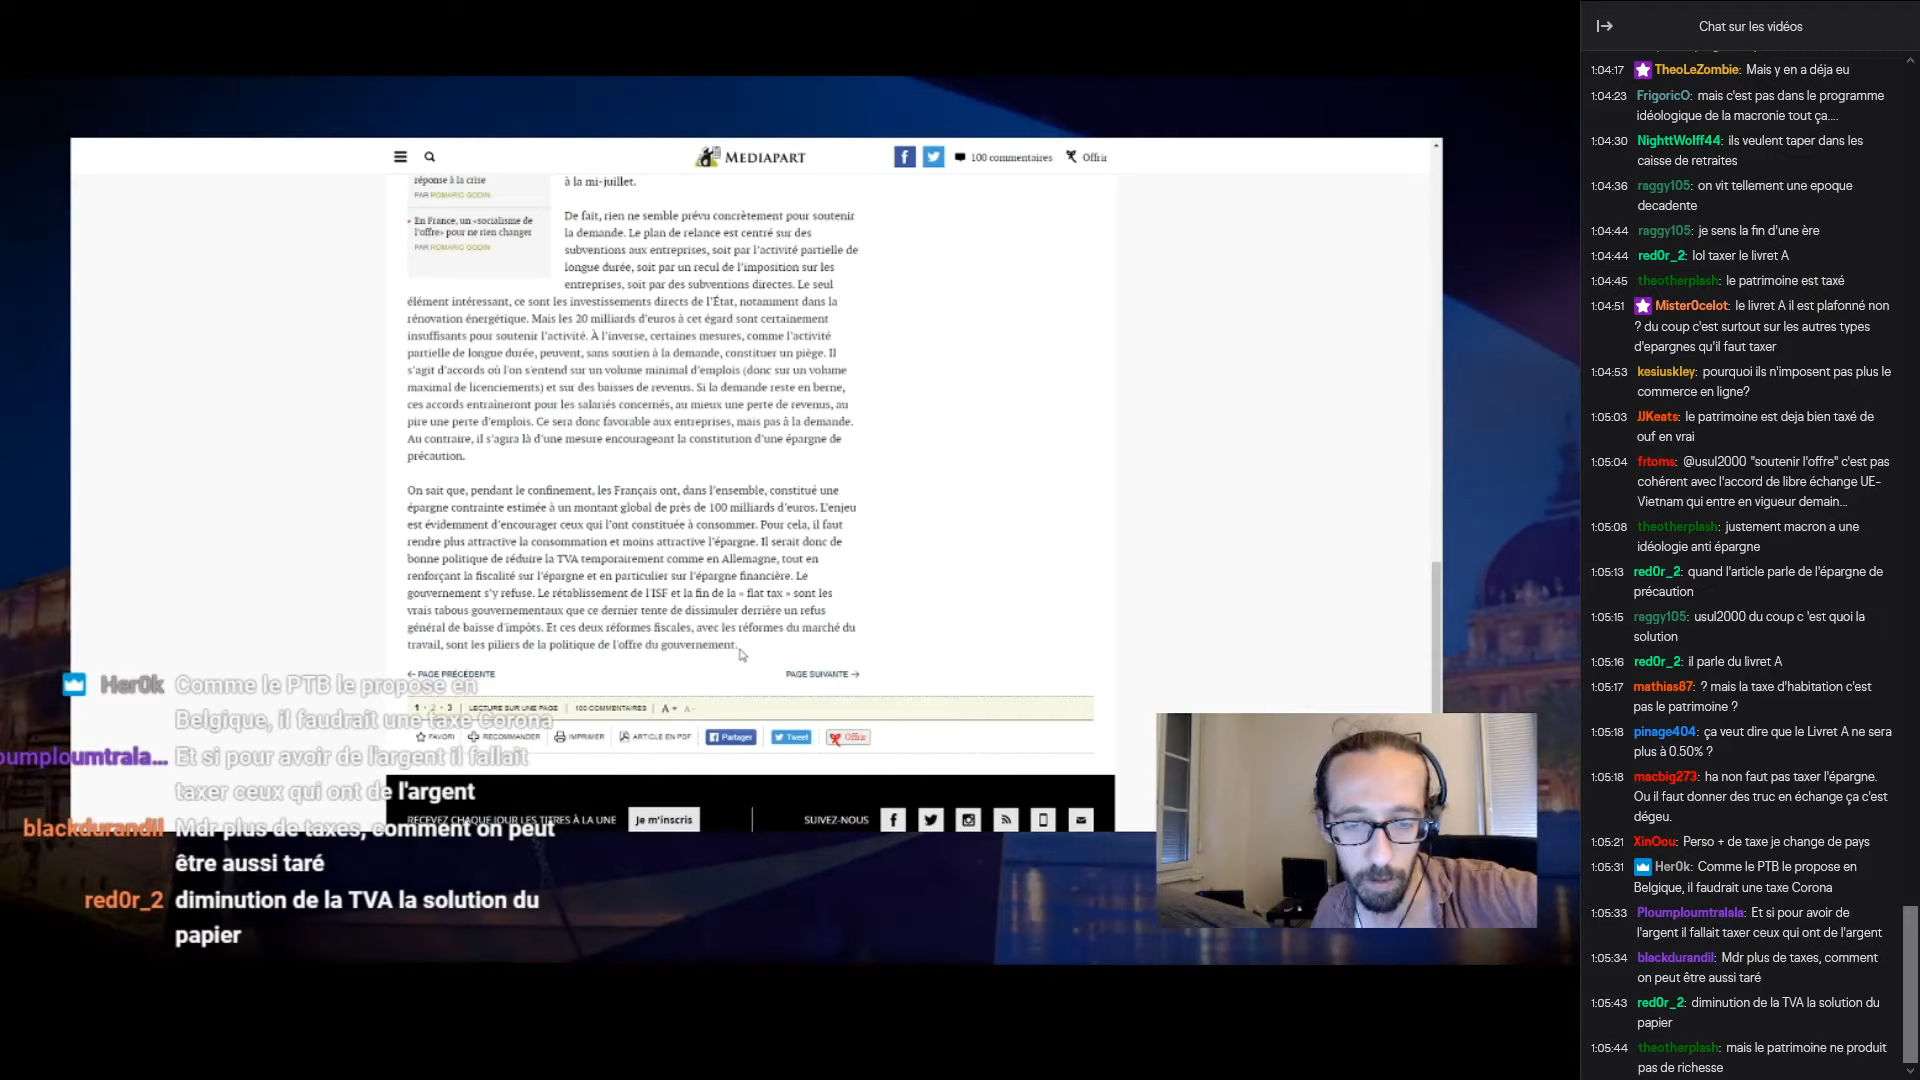 MEDIAPART
100 commentaires
Offrir
réponse à la crise
PAR ROMARIC GODIN
En France, un «socialisme de
l'offre» pour ne rien changer
PAR ROMARIC GODIN
à la mi-juillet.
De fait, rien ne semble prévu concrètement pour soutenir
la demande. Le plan de relance est centré sur des
subventions aux entreprises, soit par l'activité partielle de
longue durée, soit par un recul de l'imposition sur les
entreprises, soit par des subventions directes. Le seul
élément intéressant, ce sont les investissements directs de l'État, notamment dans la
rénovation énergétique. Mais les 20 milliards d'euros à cet égard sont certainement
insuffisants pour soutenir l'activité. À l'inverse, certaines mesures, comme l'activité
partielle de longue durée, peuvent, sans soutien à la demande, constituer un piège. Il
s'agit d'accords où l'on s'entend sur un volume minimal d'emplois (donc sur un volume
maximal de licenciements) et sur des baisses de revenus. Si la demande reste en berne,
ces accords entraîneront pour les salariés concernés, au mieux une perte de revenus, au
pire une perte d'emplois. Ce sera donc favorable aux entreprises, mais pas à la demande.
Au contraire, il s'agira là d'une mesure encourageant la constitution d'une épargne de
précaution.
On sait que, pendant le confinement, les Français ont, dans l'ensemble, constitué une
épargne contrainte estimée à un montant global de près de 100 milliards d'euros. L'enjeu
est évidemment d'encourager ceux qui l'ont constituée à consommer. Pour cela, il faut
rendre plus attractive la consommation et moins attractive l'épargne. Il serait donc de
bonne politique de réduire la TVA temporairement comme en Allemagne, tout en
renforçant la fiscalité sur l'épargne et en particulier sur l'épargne financière. Le
gouvernement s'y refuse. Le rétablissement de l'ISF et la fin de la « flat tax » sont les
vrais tabous gouvernementaux que ce dernier tente de dissimuler derrière un refus
général de baisse d'impôts. Et ces deux réformes fiscales, avec les réformes du marché du
travail, sont les piliers de la politique de l'offre du gouvernement.
← PAGE PRÉCÉDENTE
PAGE SUIVANTE →
1 · 2 · 3 | LECTURE SUR UNE PAGE | 100 COMMENTAIRES | A+ A-
FAVORI RECOMMANDER IMPRIMER ARTICLE EN PDF Partager Tweet Offrir
RECEVEZ CHAQUE JOUR LES TITRES À LA UNE Je m'inscris SUIVEZ-NOUS
Her0k Comme le PTB le propose en
Belgique, il faudrait une taxe Corona
oumploumtrala... Et si pour avoir de l'argent il fallait
taxer ceux qui ont de l'argent
blackdurandil Mdr plus de taxes, comment on peut
être aussi taré
red0r_2 diminution de la TVA la solution du
papier
Chat sur les vidéos
1:04:17 TheoLeZombie: Mais y en a déja eu
1:04:23 FrigoricO: mais c'est pas dans le programme
idéologique de la macronie tout ça....
1:04:30 NighttWolff44: ils veulent taper dans les
caisse de retraites
1:04:36 raggy105: on vit tellement une epoque
decadente
1:04:44 raggy105: je sens la fin d'une ère
1:04:44 red0r_2: lol taxer le livret A
1:04:45 theotherplash: le patrimoine est taxé
1:04:51 MisterOcelot: le livret A il est plafonné non
? du coup c'est surtout sur les autres types
d'epargnes qu'il faut taxer
1:04:53 kesiuskley: pourquoi ils n'imposent pas plus le
commerce en ligne?
1:05:03 JJKeats: le patrimoine est deja bien taxé de
ouf en vrai
1:05:04 frtoms: @usul2000 "soutenir l'offre" c'est pas
cohérent avec l'accord de libre échange UE-
Vietnam qui entre en vigueur demain...
1:05:08 theotherplash: justement macron a une
idéologie anti épargne
1:05:13 red0r_2: quand l'article parle de l'épargne de
précaution
1:05:15 raggy105: usul2000 du coup c 'est quoi la
solution
1:05:16 red0r_2: il parle du livret A
1:05:17 mathias87: ? mais la taxe d'habitation c'est
pas le patrimoine ?
1:05:18 pinage404: ça veut dire que le Livret A ne sera
plus à 0.50% ?
1:05:18 macbig273: ha non faut pas taxer l'épargne.
Ou il faut donner des truc en échange ça c'est
dégeu.
1:05:21 XinOou: Perso + de taxe je change de pays
1:05:31 Her0k: Comme le PTB le propose en
Belgique, il faudrait une taxe Corona
1:05:33 Ploumploumtralala: Et si pour avoir de
l'argent il fallait taxer ceux qui ont de l'argent
1:05:34 blackdurandil: Mdr plus de taxes, comment
on peut être aussi taré
1:05:43 red0r_2: diminution de la TVA la solution du
papier
1:05:44 theotherplash: mais le patrimoine ne produit
pas de richesse